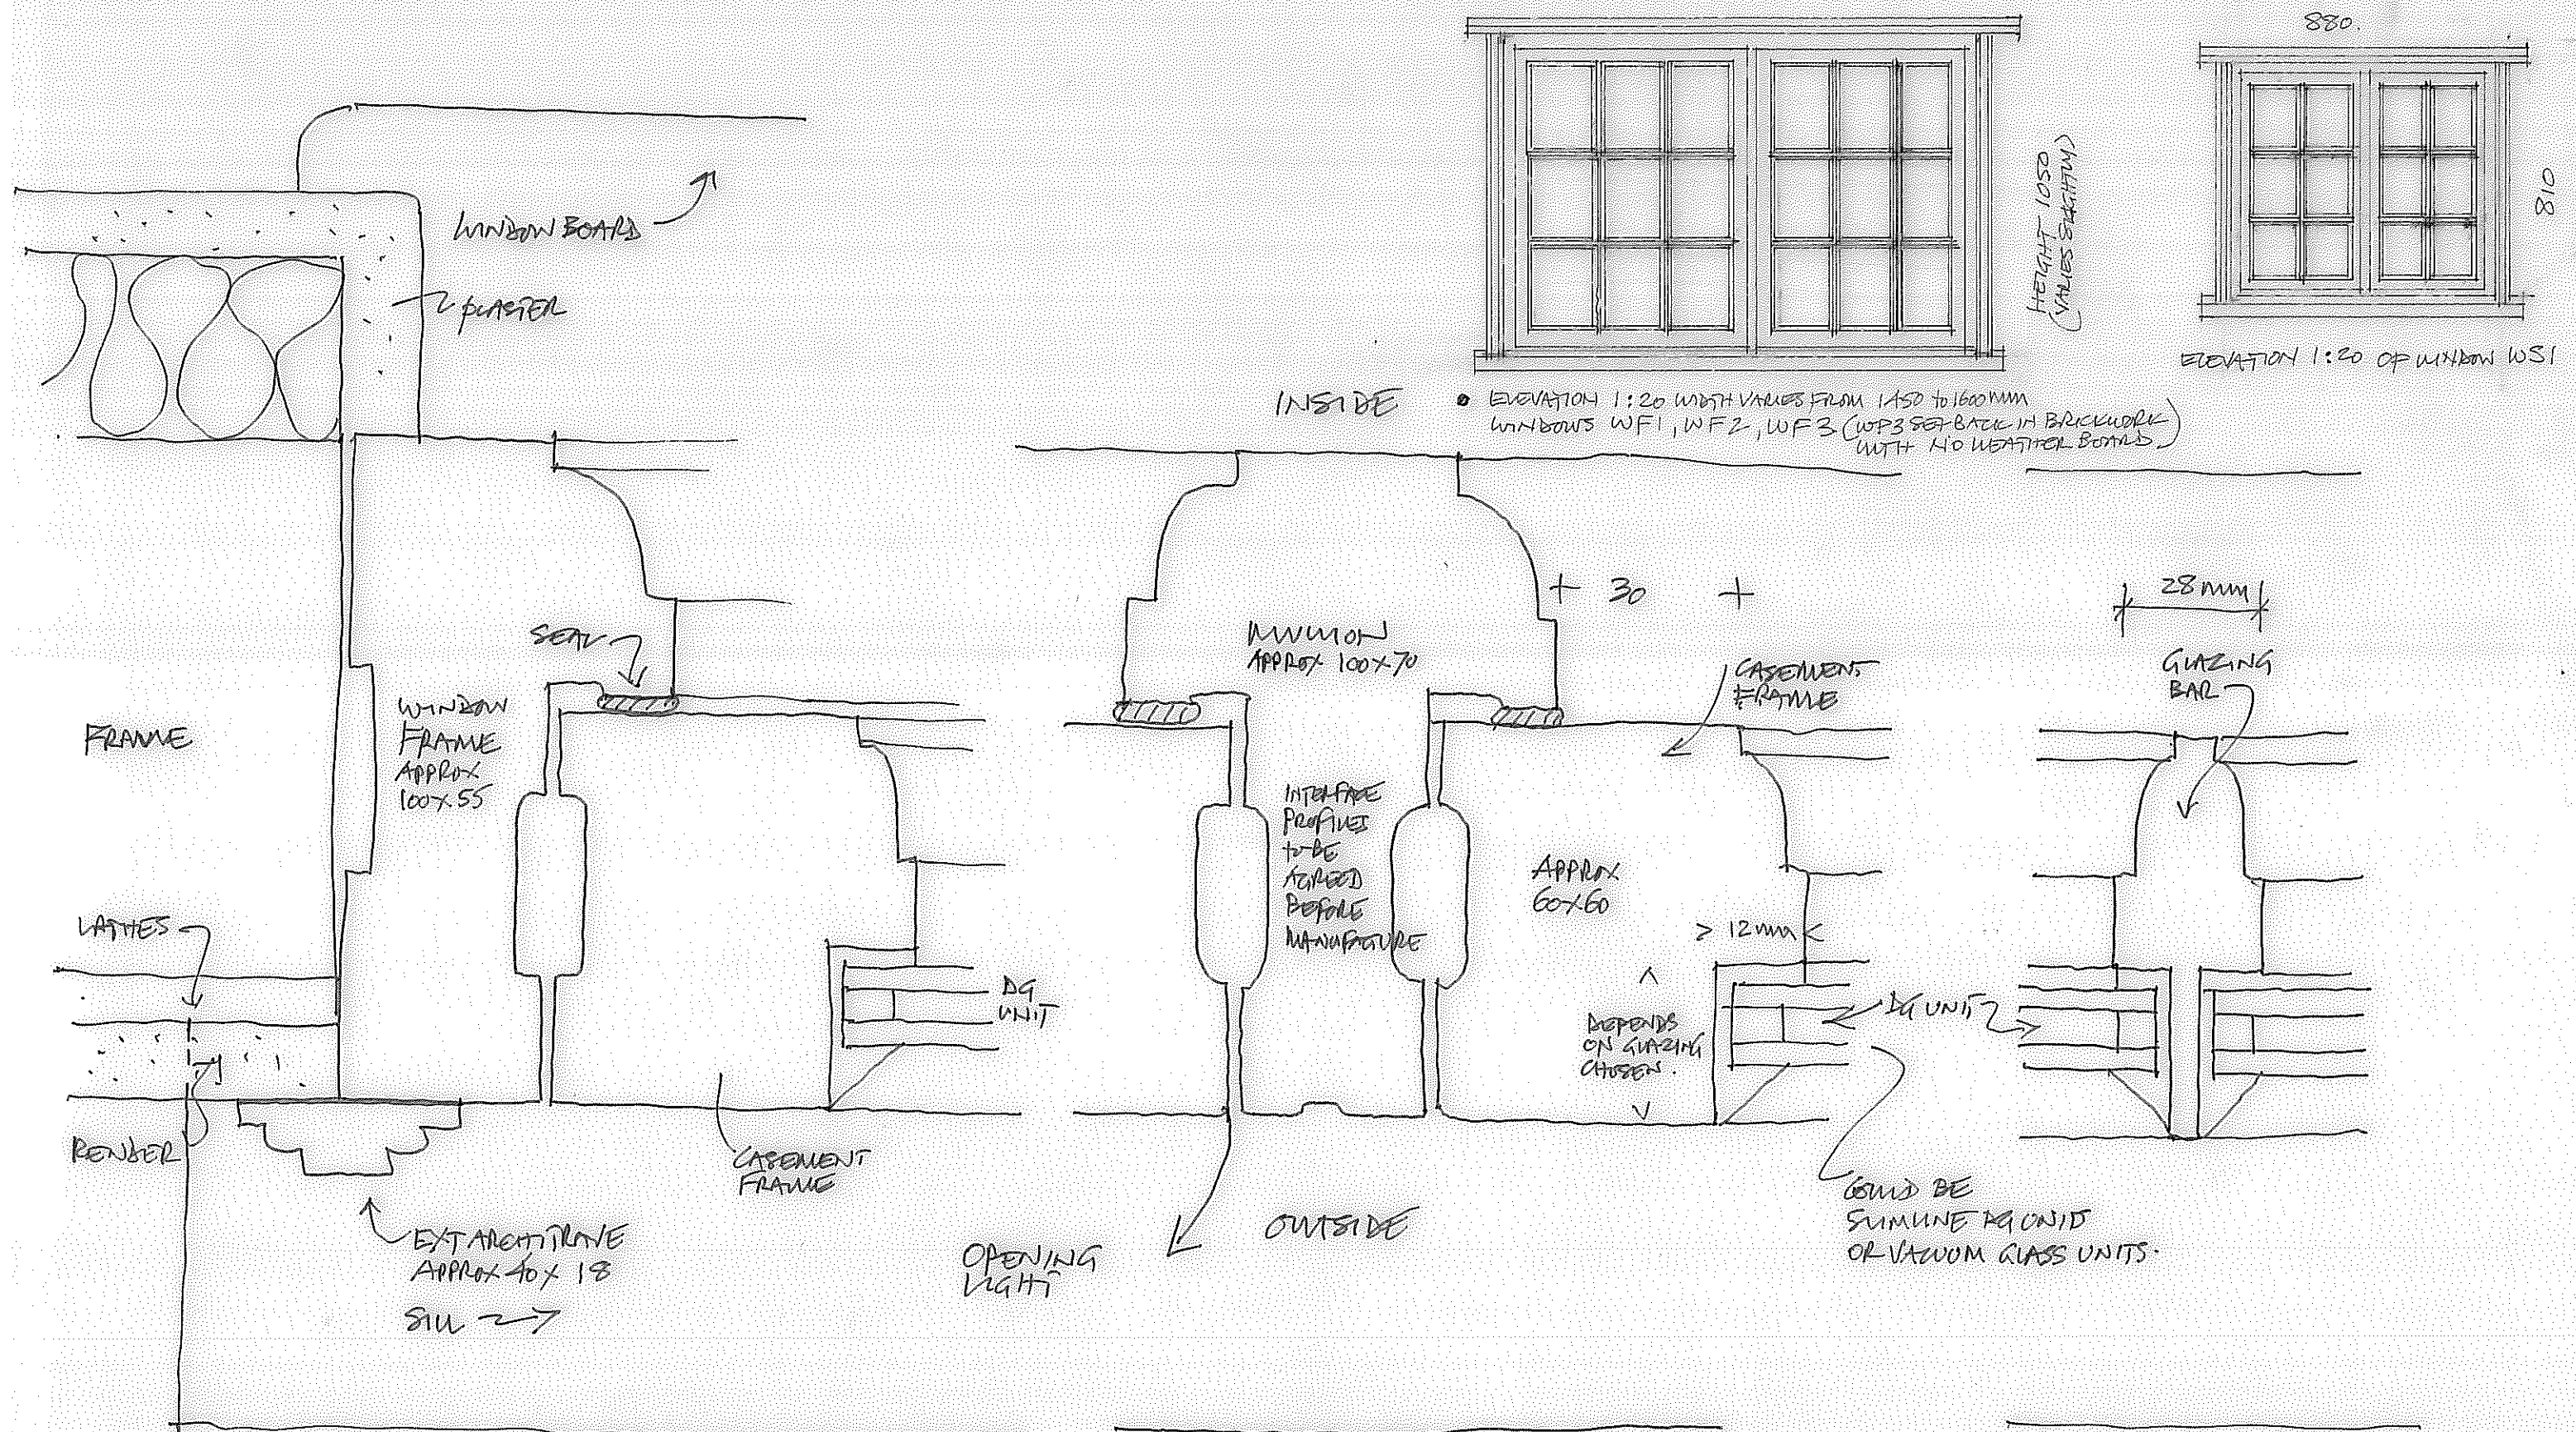 880.
810
HEIGHT 1050
(VARIES SLIGHTLY)
ELEVATION 1:20 OF WINDOW WS1
INSIDE
• ELEVATION 1:20 WIDTH VARIES FROM 1450 to 1600mm
WINDOWS WF1, WF2, WF3 (WF3 SET BACK IN BRICKWORK
WITH NO WEATHER BOARD)
WINDOW BOARD
PLASTER
SEAL
MULLION
APPROX 100X70
+ 30 +
28mm
CASEMENT
FRAME
GLAZING
BAR
FRAME
WINDOW
FRAME
APPROX
100X55
INTERFACE
PROFILES
to BE
AGREED
BEFORE
MANUFACTURE
APPROX
60X60
> 12mm <
LATHES
DG
UNIT
DEPENDS
ON GLAZING
CHOSEN.
DG UNIT
RENDER
CASEMENT
FRAME
EXT ARCHITRAVE
APPROX 40X18
SILL
OPENING
LIGHT
OUTSIDE
COULD BE
SLIMLINE DG UNIT
OR VACUUM GLASS UNITS.